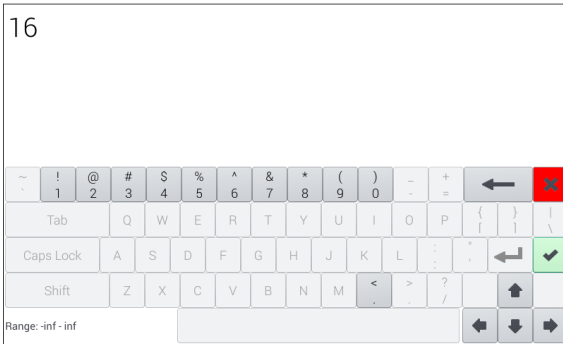 16
~ ! @ # $ % ^ & * ( ) _ +
` 1 2 3 4 5 6 7 8 9 0 - =
Tab Q W E R T Y U I O P { } |
[ ] \
Caps Lock A S D F G H J K L : "
; '
Shift Z X C V B N M < > ?
, . /
Range: -inf - inf